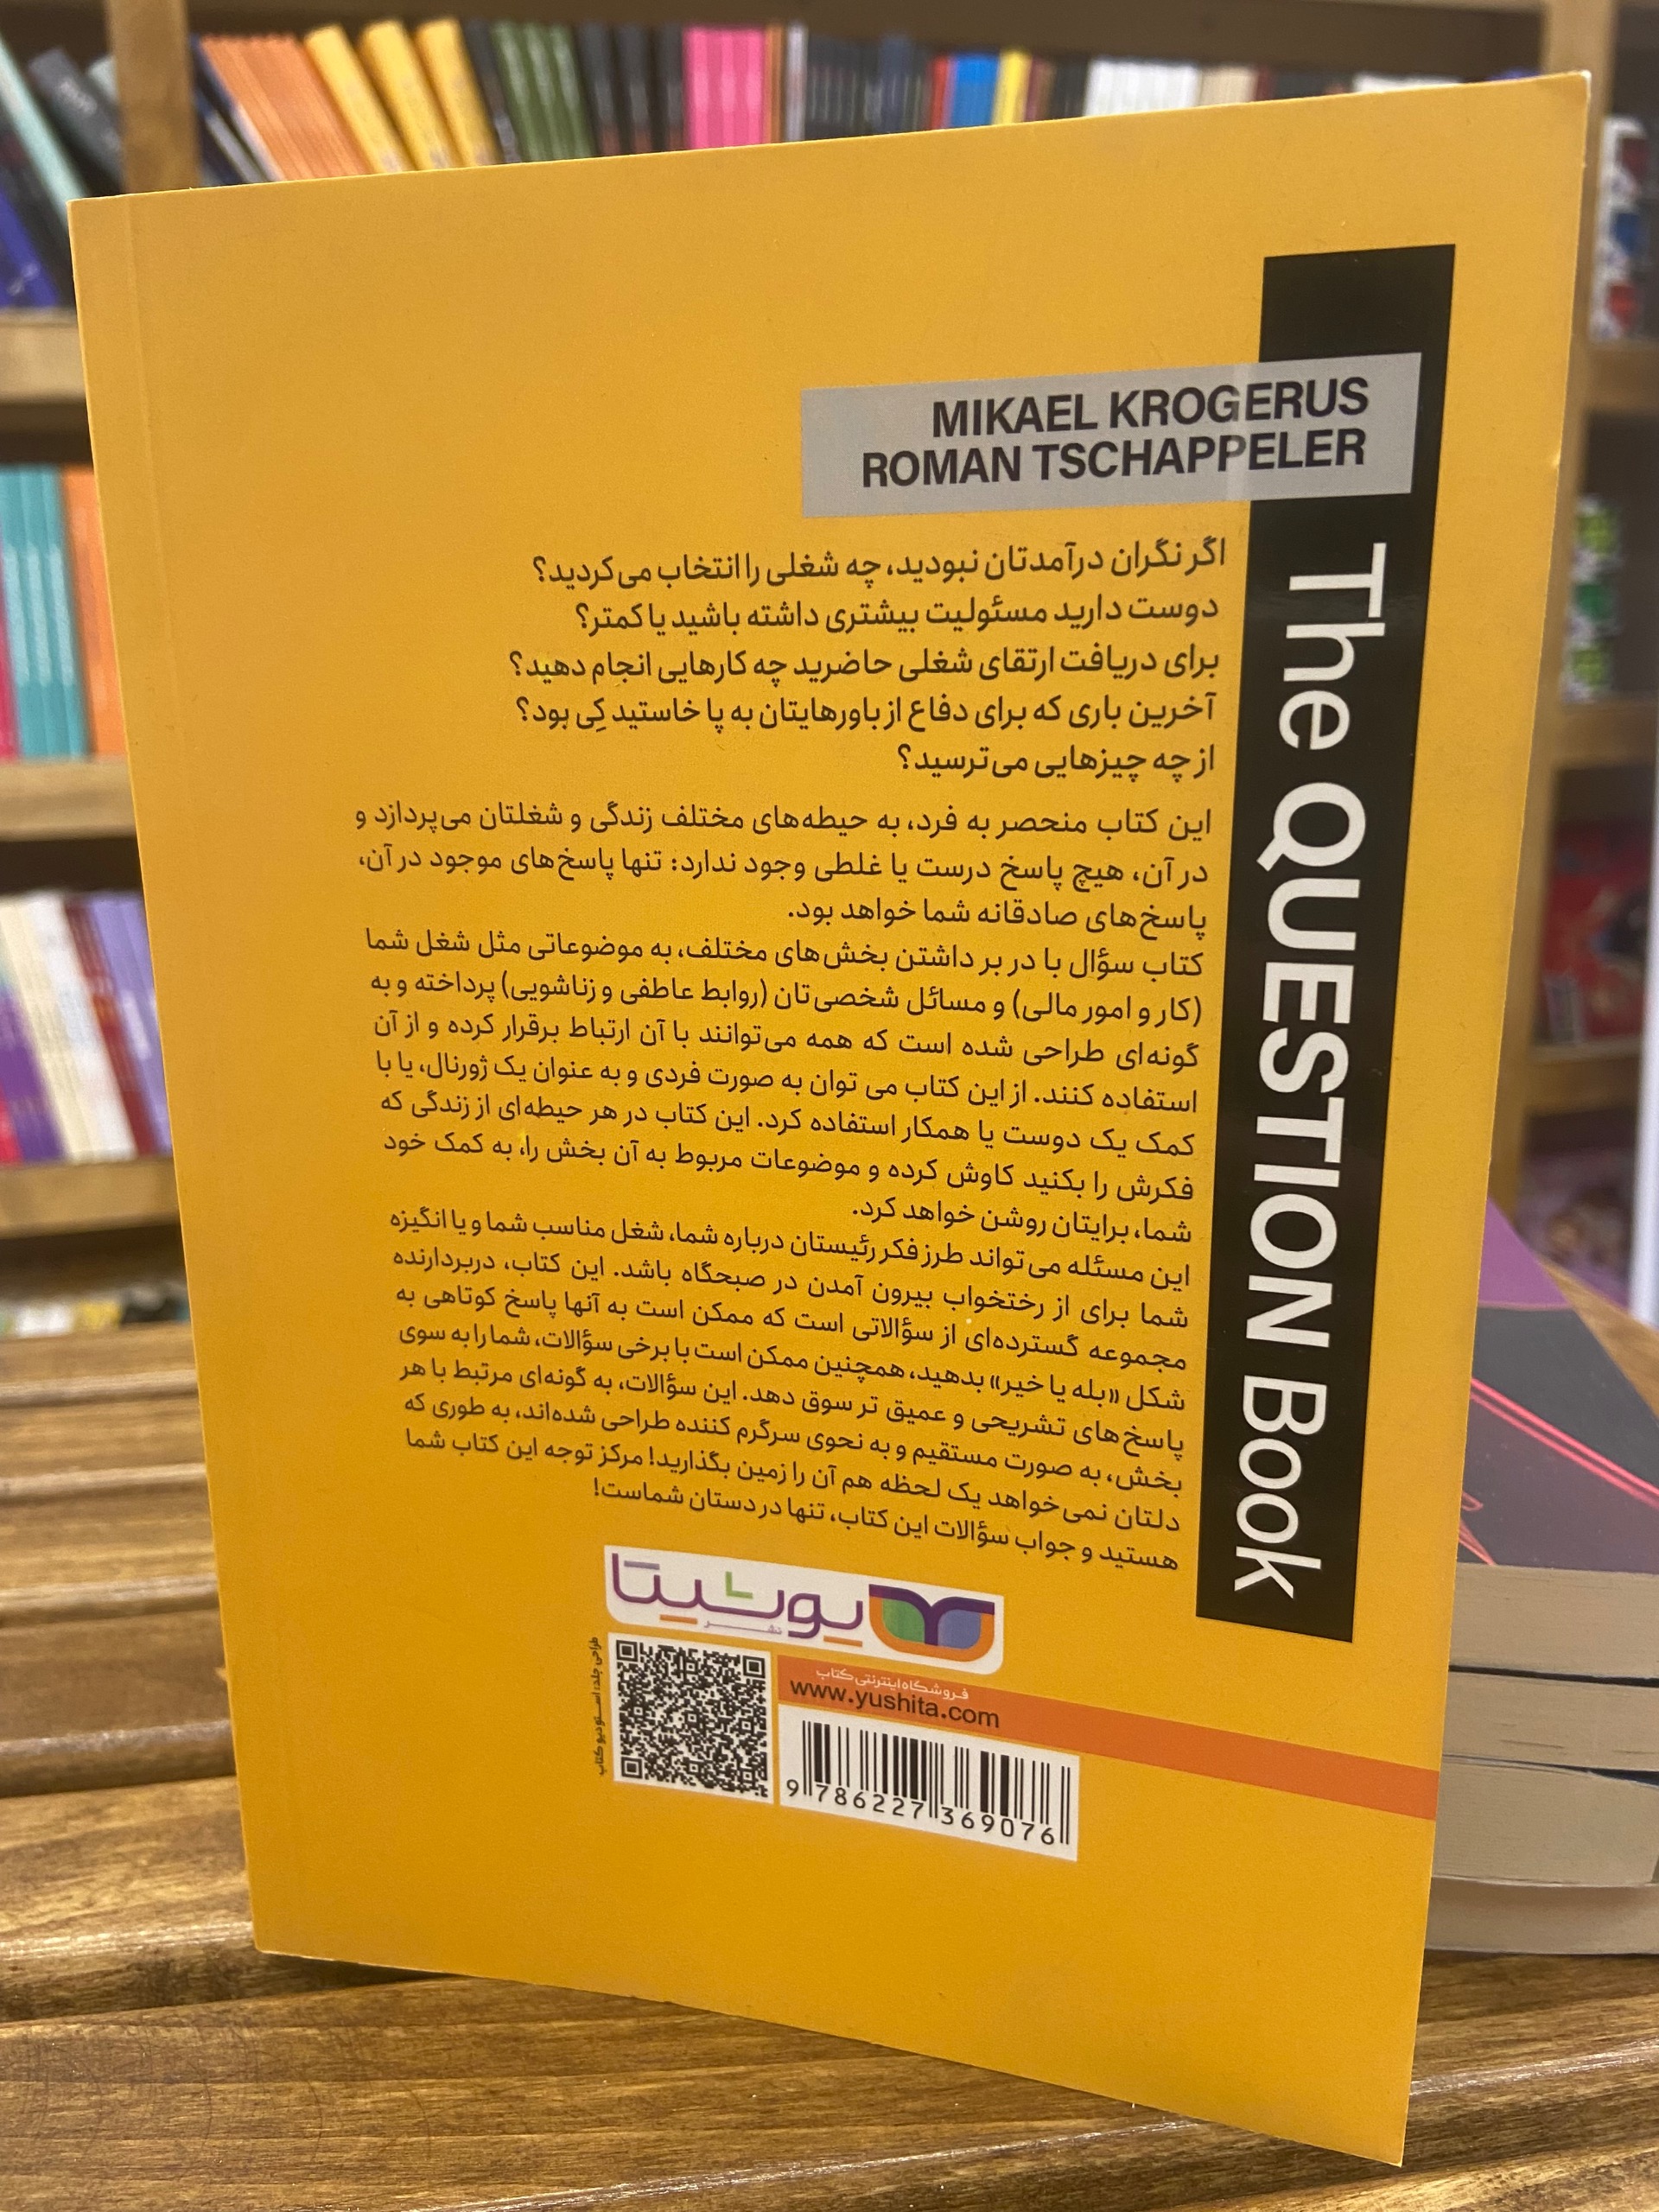 MIKAEL KROGERUS
ROMAN TSCHAPPELER
The QUESTION Book
اگر نگران درآمدتان نبودید، چه شغلی را انتخاب می‌کردید؟
دوست دارید مسئولیت بیشتری داشته باشید یا کمتر؟
برای دریافت ارتقای شغلی حاضرید چه کارهایی انجام دهید؟
آخرین باری که برای دفاع از باورهایتان به پا خاستید کِی بود؟
از چه چیزهایی می‌ترسید؟
این کتاب منحصر به فرد، به حیطه‌های مختلف زندگی و شغلتان می‌پردازد و
در آن، هیچ پاسخ درست یا غلطی وجود ندارد: تنها پاسخ‌های موجود در آن،
پاسخ‌های صادقانه شما خواهد بود.
کتاب سؤال با در بر داشتن بخش‌های مختلف، به موضوعاتی مثل شغل شما
(کار و امور مالی) و مسائل شخصی‌تان (روابط عاطفی و زناشویی) پرداخته و به
گونه‌ای طراحی شده است که همه می‌توانند با آن ارتباط برقرار کرده و از آن
استفاده کنند. از این کتاب می توان به صورت فردی و به عنوان یک ژورنال، یا با
کمک یک دوست یا همکار استفاده کرد. این کتاب در هر حیطه‌ای از زندگی که
فکرش را بکنید کاوش کرده و موضوعات مربوط به آن بخش را، به کمک خود
شما، برایتان روشن خواهد کرد.
این مسئله می‌تواند طرز فکر رئیستان درباره شما، شغل مناسب شما و یا انگیزه
شما برای از رختخواب بیرون آمدن در صبحگاه باشد. این کتاب، دربردارنده
مجموعه گسترده‌ای از سؤالاتی است که ممکن است به آنها پاسخ کوتاهی به
شکل «بله یا خیر» بدهید، همچنین ممکن است با برخی سؤالات، شما را به سوی
پاسخ‌های تشریحی و عمیق تر سوق دهد. این سؤالات، به گونه‌ای مرتبط با هر
بخش، به صورت مستقیم و به نحوی سرگرم کننده طراحی شده‌اند، به طوری که
دلتان نمی‌خواهد یک لحظه هم آن را زمین بگذارید! مرکز توجه این کتاب شما
هستید و جواب سؤالات این کتاب، تنها در دستان شماست!
یوشیتا
نشر
فروشگاه اینترنتی کتاب
www.yushita.com
طراحی جلد: استودیو کتاب
9 786227 369076